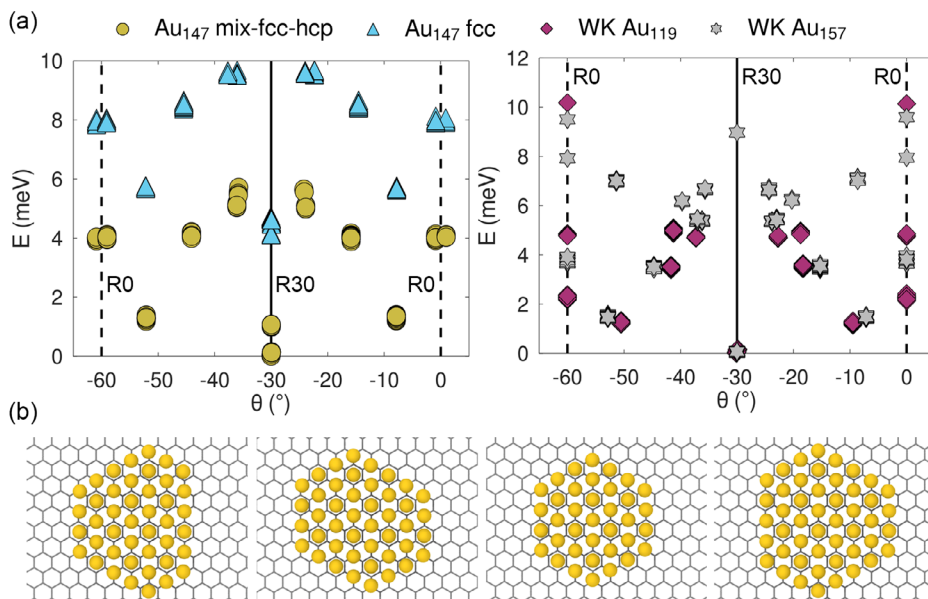 (a)
Au147 mix-fcc-hcp
Au147 fcc
WK Au119
WK Au157
10
8
6
4
2
0
E (meV)
R0
R30
R0
-60
-50
-40
-30
-20
-10
0
θ (°)
12
10
8
6
4
2
0
E (meV)
R0
R30
R0
-60
-50
-40
-30
-20
-10
0
θ (°)
(b)